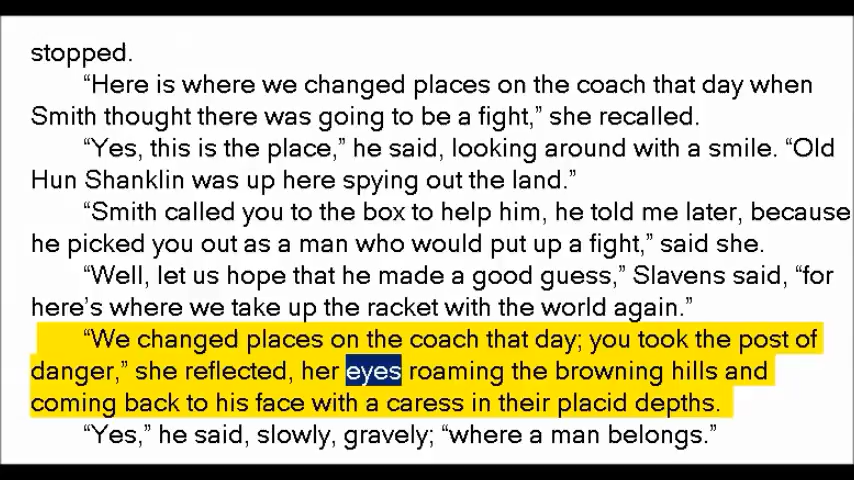 stopped.
“Here is where we changed places on the coach that day when
Smith thought there was going to be a fight,” she recalled.
“Yes, this is the place,” he said, looking around with a smile. “Old
Hun Shanklin was up here spying out the land.”
“Smith called you to the box to help him, he told me later, because
he picked you out as a man who would put up a fight,” said she.
“Well, let us hope that he made a good guess,” Slavens said, “for
here’s where we take up the racket with the world again.”
“We changed places on the coach that day; you took the post of
danger,” she reflected, her eyes roaming the browning hills and
coming back to his face with a caress in their placid depths.
“Yes,” he said, slowly, gravely; “where a man belongs.”